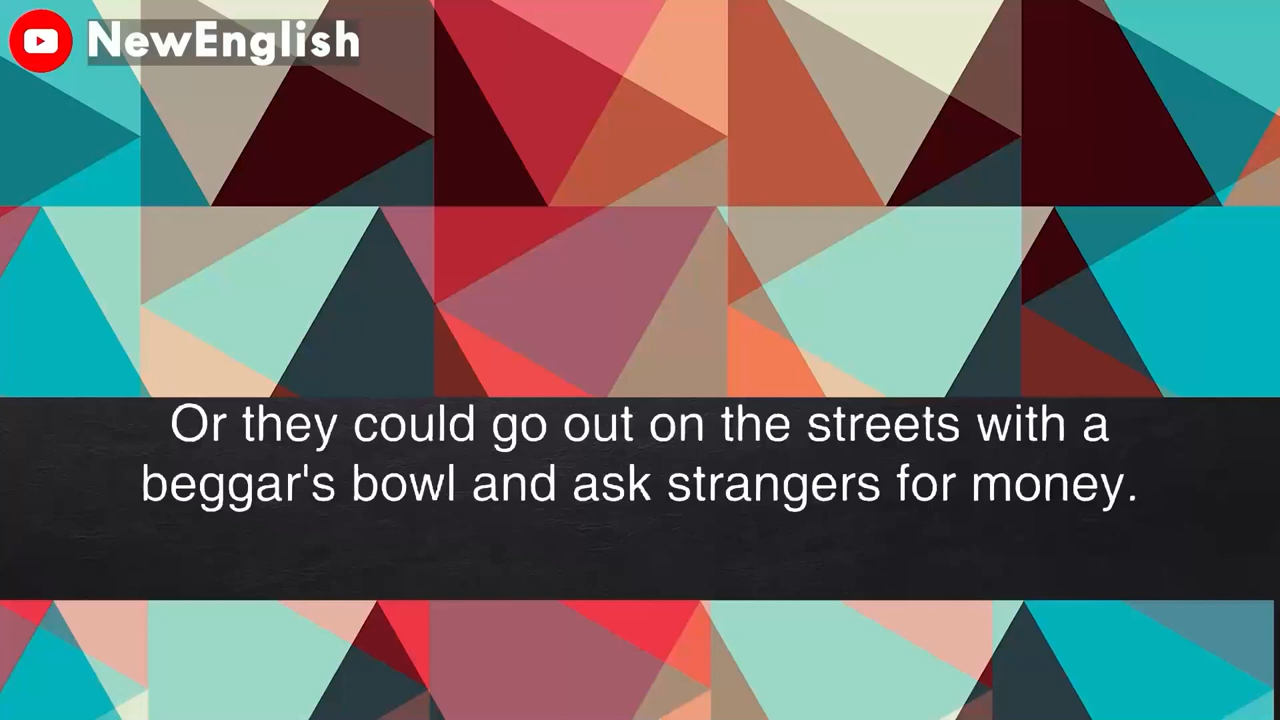 NewEnglish
Or they could go out on the streets with a
beggar's bowl and ask strangers for money.